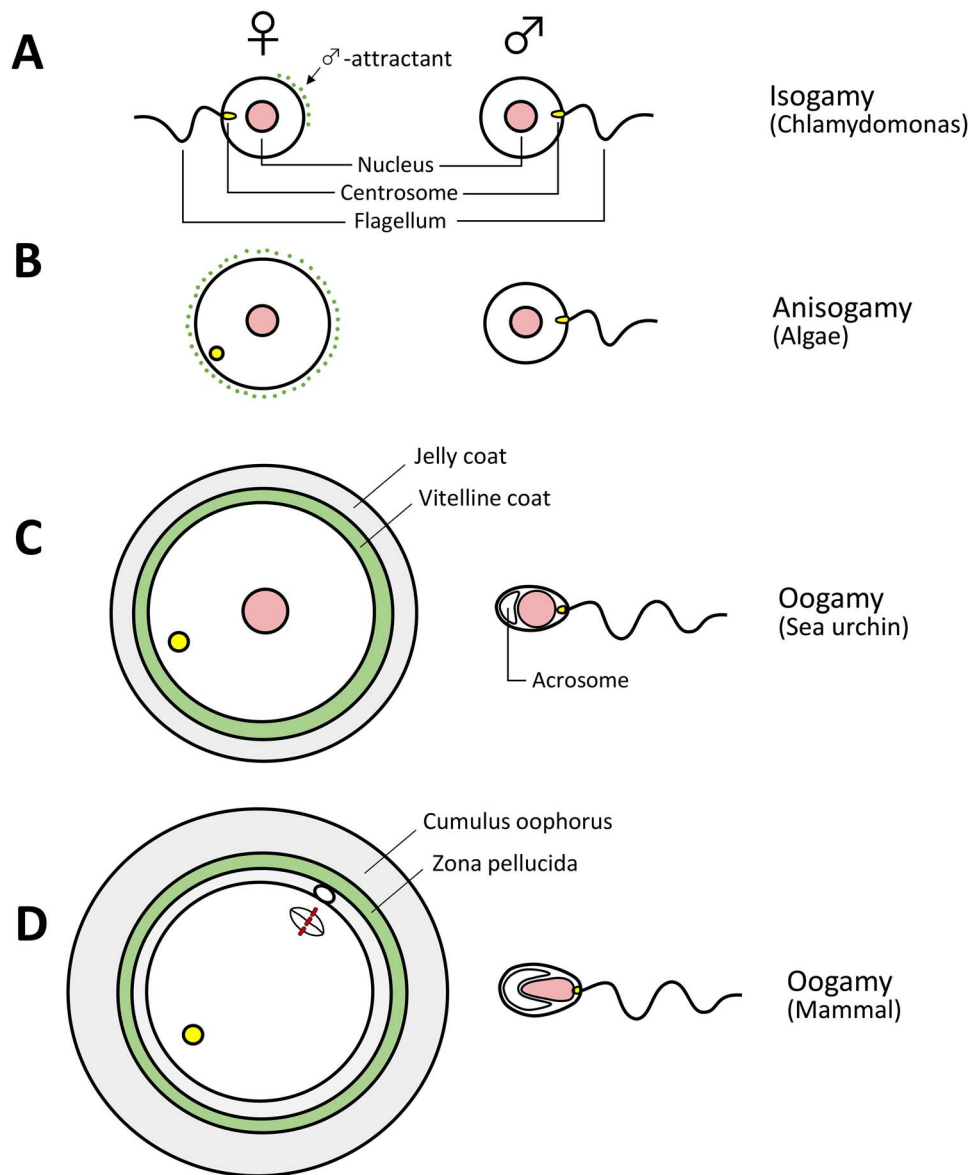 A
♀
♂
♂-attractant
Isogamy
(Chlamydomonas)
Nucleus
Centrosome
Flagellum
B
Anisogamy
(Algae)
Jelly coat
Vitelline coat
C
Oogamy
(Sea urchin)
Acrosome
Cumulus oophorus
Zona pellucida
D
Oogamy
(Mammal)